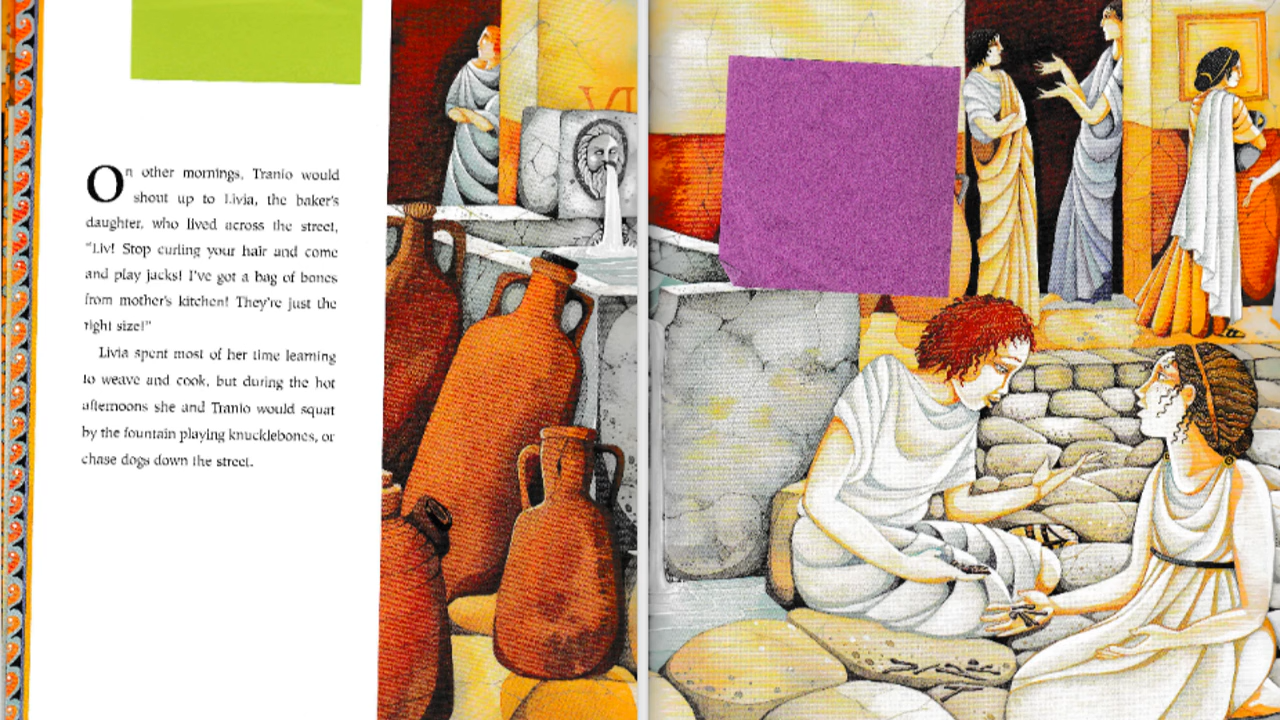 On other mornings, Tranio would
shout up to Livia, the baker's
daughter, who lived across the street,
"Liv! Stop curling your hair and come
and play jacks! I've got a bag of bones
from mother's kitchen! They're just the
right size!"
Livia spent most of her time learning
to weave and cook, but during the hot
afternoons she and Tranio would squat
by the fountain playing knucklebones, or
chase dogs down the street.